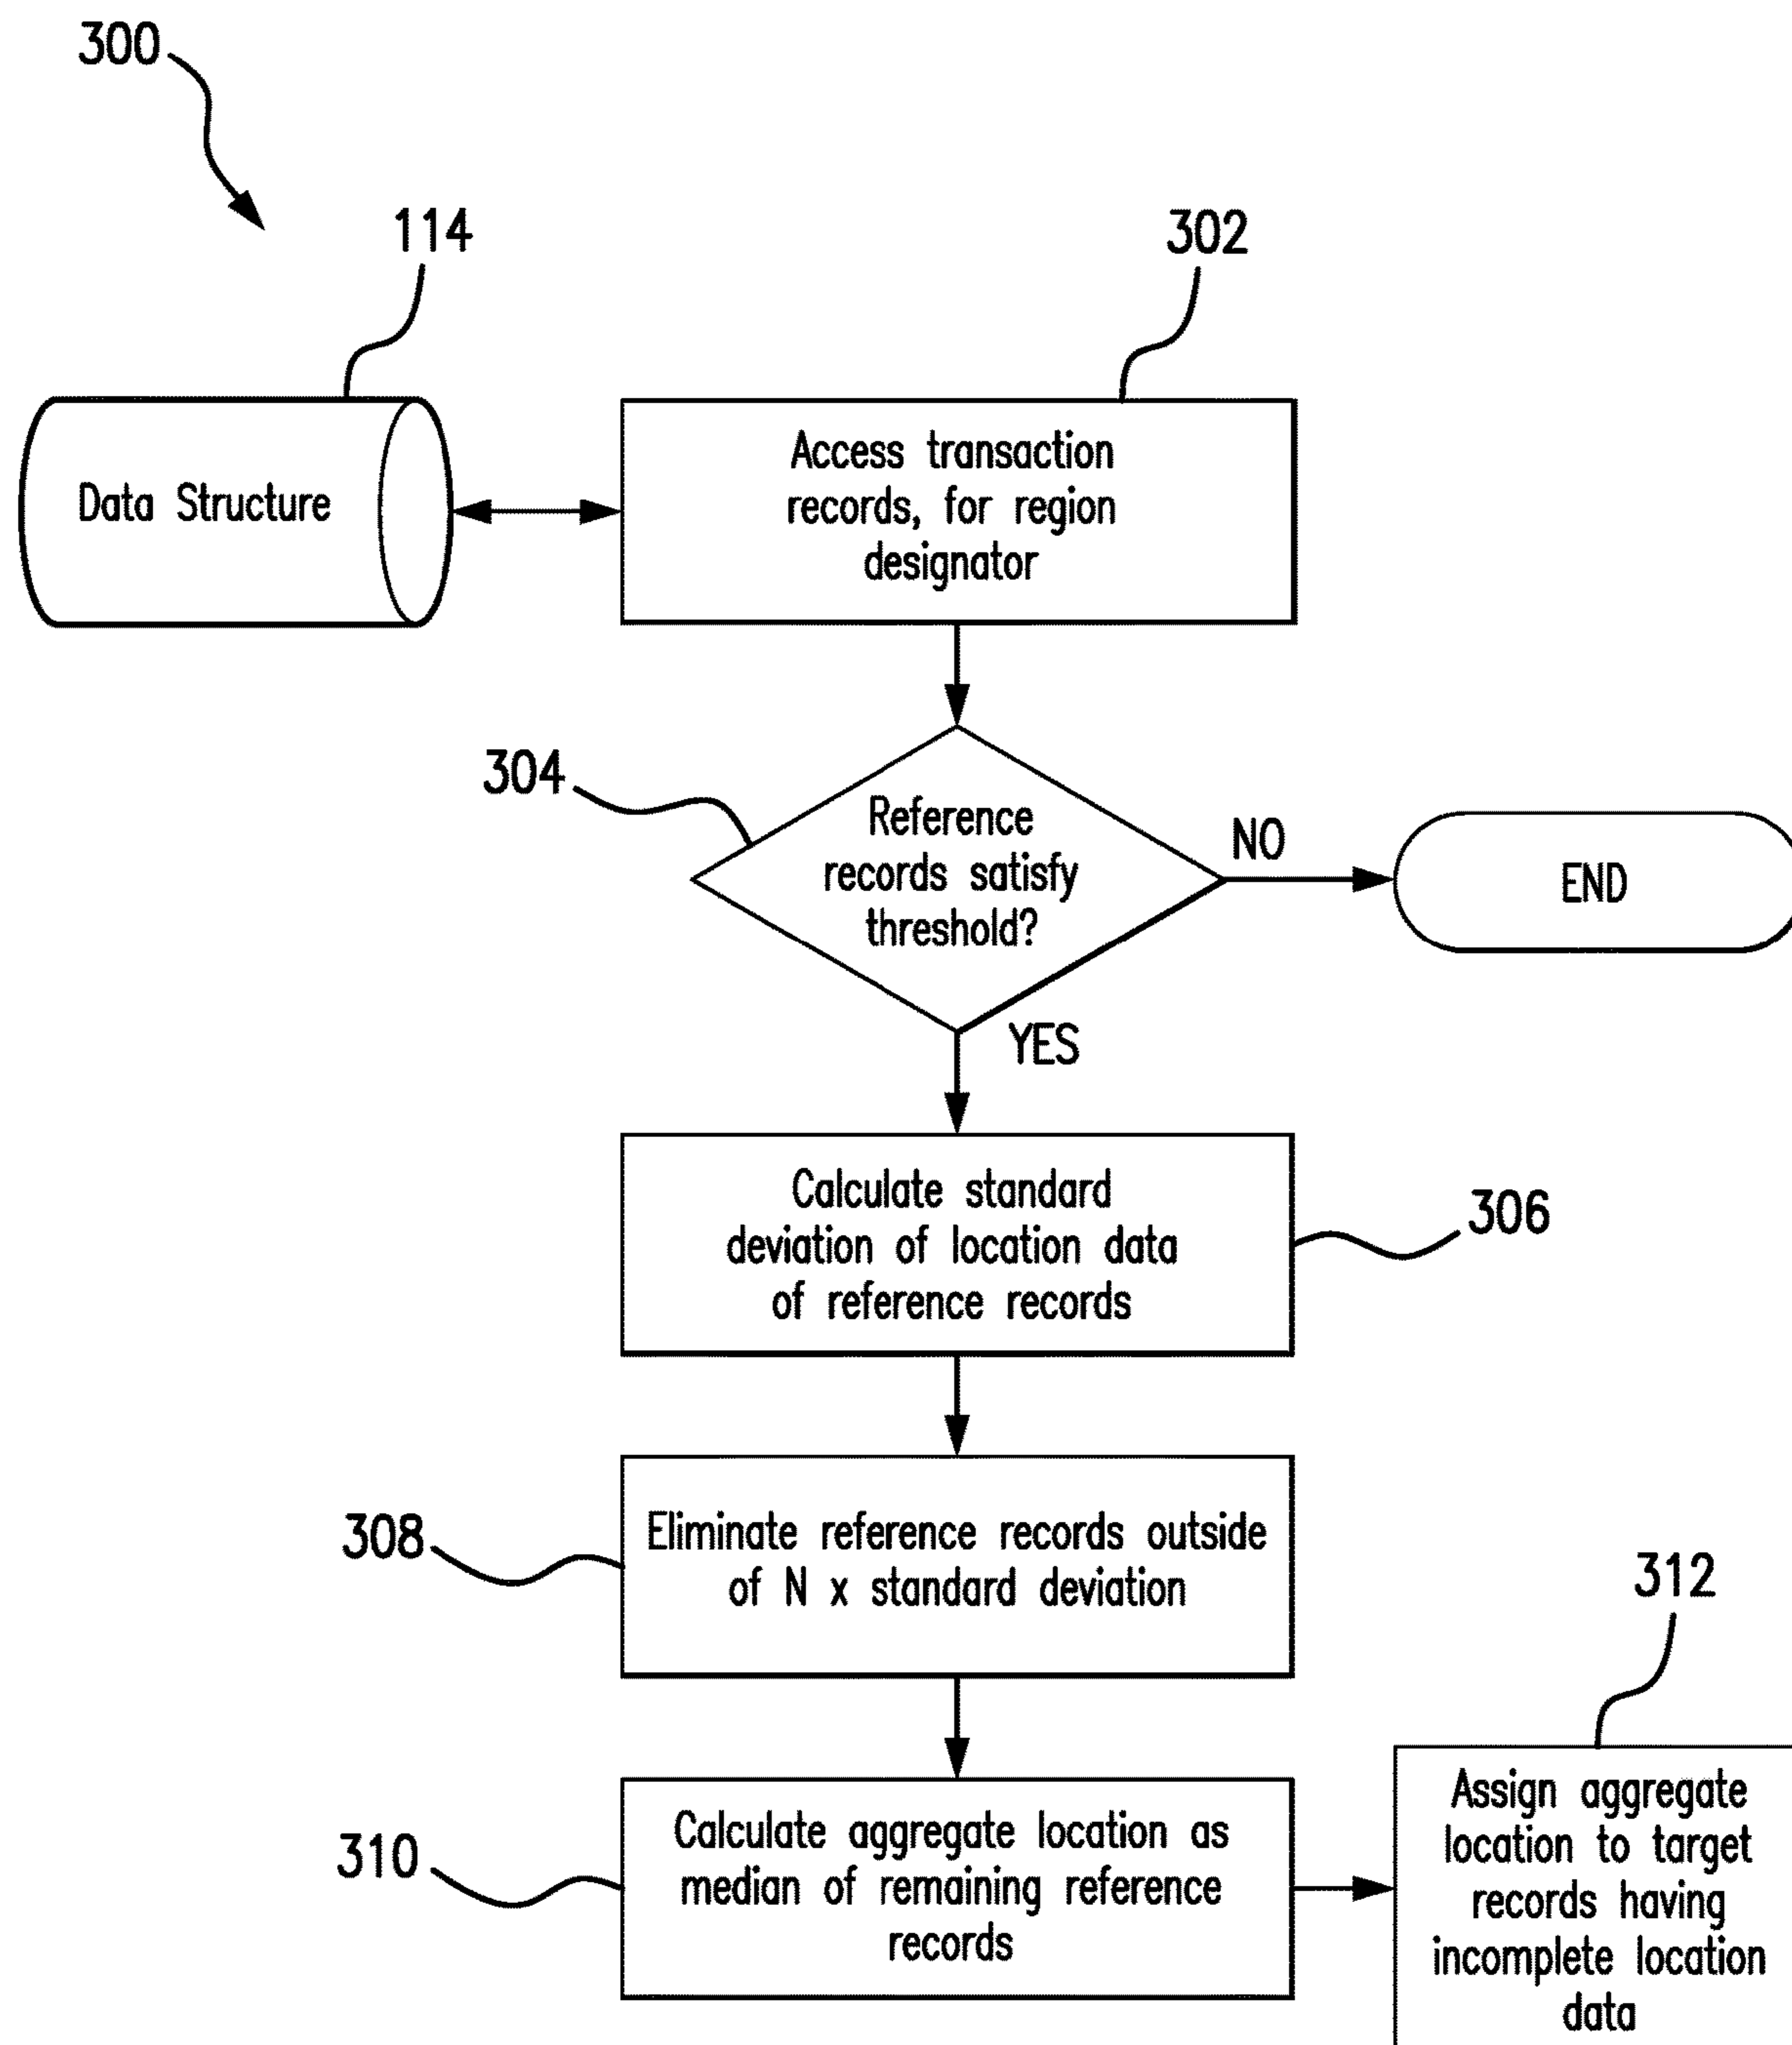 300
114
302
Data Structure
Access transaction
records, for region
designator
304
Reference
records satisfy
threshold?
NO
END
YES
Calculate standard
deviation of location data
of reference records
306
308
Eliminate reference records outside
of N x standard deviation
312
310
Calculate aggregate location as
median of remaining reference
records
Assign aggregate
location to target
records having
incomplete location
data